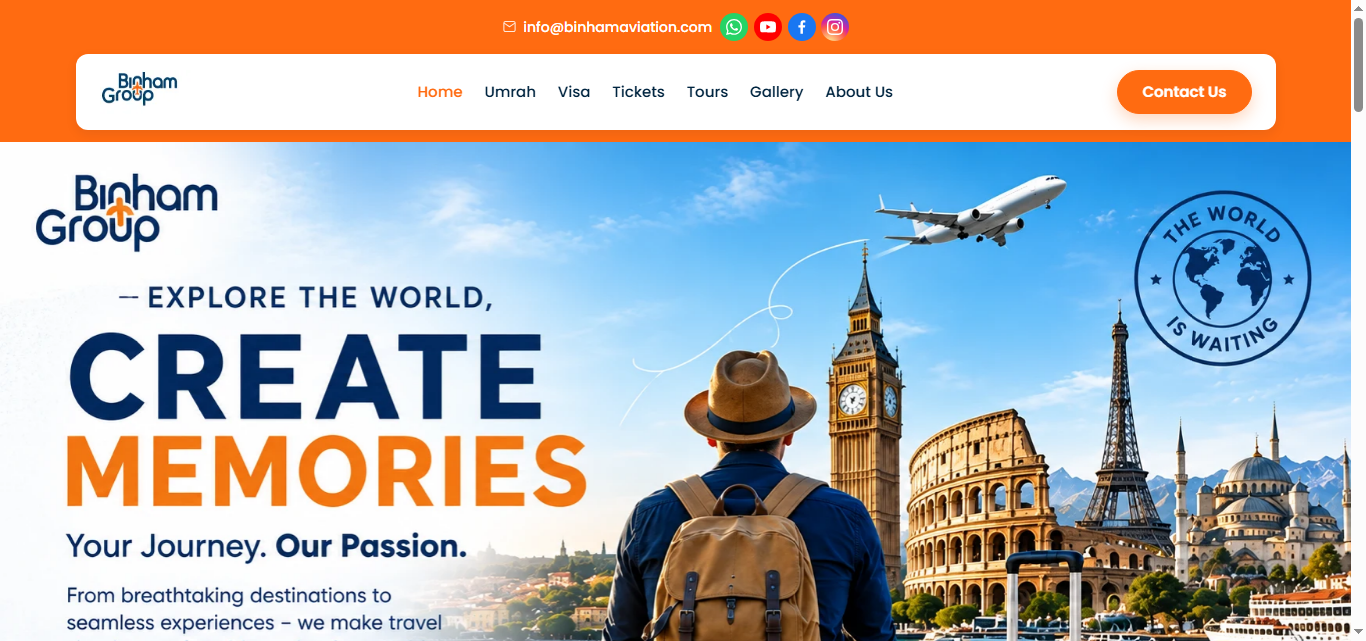 info@binhamaviation.com
Binham
Group
Home Umrah Visa Tickets Tours Gallery About Us
Contact Us
Binham
Group
THE WORLD
IS WAITING
— EXPLORE THE WORLD,
CREATE
MEMORIES
Your Journey. Our Passion.
From breathtaking destinations to
seamless experiences – we make travel